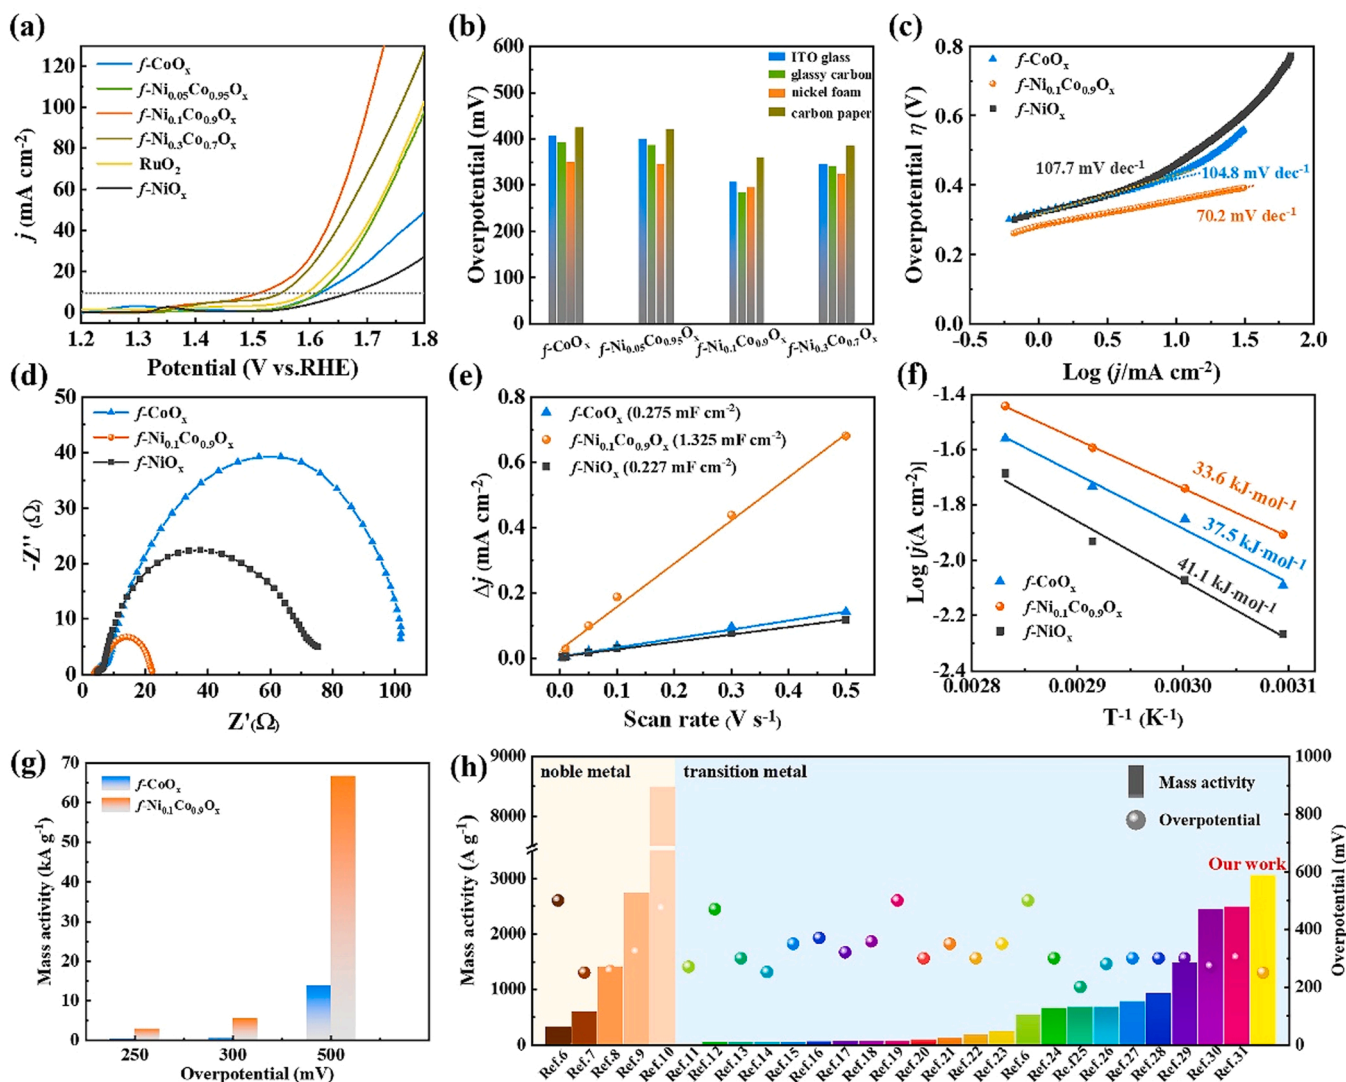 (a)
f-CoOx
f-Ni0.05Co0.95Ox
f-Ni0.1Co0.9Ox
f-Ni0.3Co0.7Ox
RuO2
f-NiOx
j (mA cm-2)
120
100
80
60
40
20
0
1.2 1.3 1.4 1.5 1.6 1.7 1.8
Potential (V vs.RHE)
(b)
ITO glass
glassy carbon
nickel foam
carbon paper
Overpotential (mV)
600
500
400
300
200
100
0
f-CoOx f-Ni0.05Co0.95Ox f-Ni0.1Co0.9Ox f-Ni0.3Co0.7Ox
(c)
f-CoOx
f-Ni0.1Co0.9Ox
f-NiOx
107.7 mV dec-1
104.8 mV dec-1
70.2 mV dec-1
Overpotential η (V)
0.8
0.6
0.4
0.2
0.0
-0.5 0.0 0.5 1.0 1.5 2.0
Log (j/mA cm-2)
(d)
f-CoOx
f-Ni0.1Co0.9Ox
f-NiOx
-Z'' (Ω)
50
40
30
20
10
0
0 20 40 60 80 100
Z' (Ω)
(e)
f-CoOx (0.275 mF cm-2)
f-Ni0.1Co0.9Ox (1.325 mF cm-2)
f-NiOx (0.227 mF cm-2)
Δj (mA cm-2)
0.8
0.6
0.4
0.2
0.0
0.0 0.1 0.2 0.3 0.4 0.5
Scan rate (V s-1)
(f)
33.6 kJ·mol-1
37.5 kJ·mol-1
41.1 kJ·mol-1
f-CoOx
f-Ni0.1Co0.9Ox
f-NiOx
Log [j(A cm-2)]
-1.4
-1.6
-1.8
-2.0
-2.2
-2.4
0.0028 0.0029 0.0030 0.0031
T-1 (K-1)
(g)
f-CoOx
f-Ni0.1Co0.9Ox
Mass activity (kA g-1)
70
65
60
50
40
30
20
10
0
250 300 500
Overpotential (mV)
(h)
noble metal
transition metal
Mass activity
Overpotential
Our work
Mass activity (A g-1)
9000
8000
3000
2000
1000
0
Overpotential (mV)
1000
800
600
400
200
0
Ref.6 Ref.7 Ref.8 Ref.9 Ref.10 Ref.11 Ref.12 Ref.13 Ref.14 Ref.15 Ref.16 Ref.17 Ref.18 Ref.19 Ref.20 Ref.21 Ref.22 Ref.23 Ref.6 Ref.24 Ref25 Ref.26 Ref.27 Ref.28 Ref.29 Ref.30 Ref.31